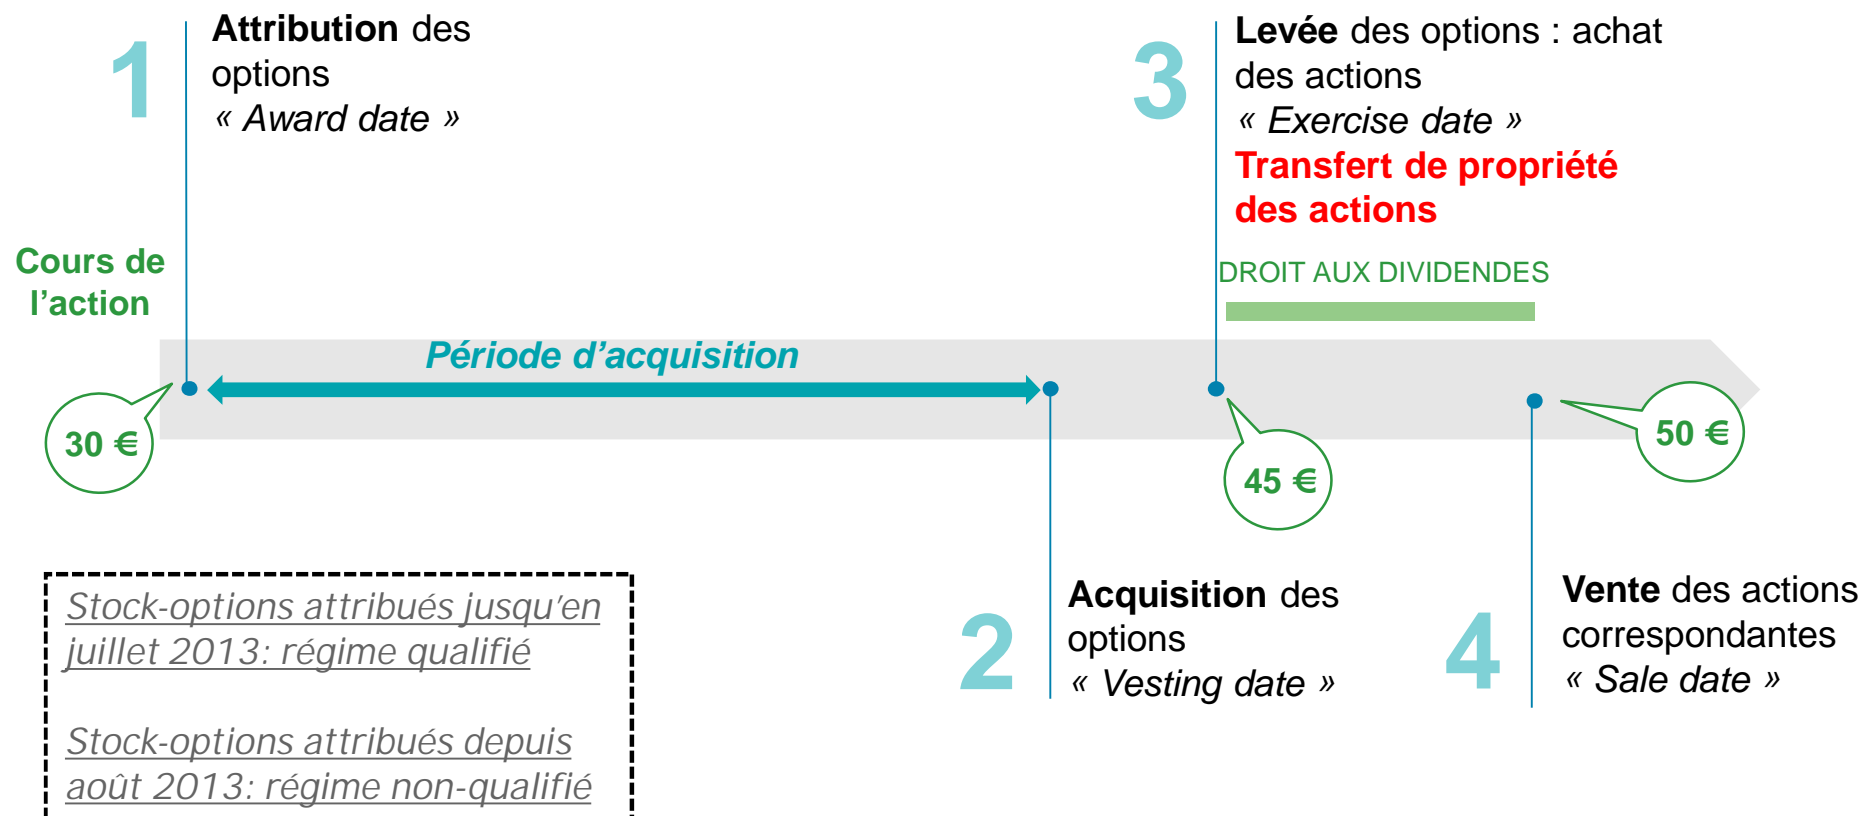 1
Attribution des
options
« Award date »
3
Levée des options : achat
des actions
« Exercise date »
Transfert de propriété
des actions
Cours de
l’action
DROIT AUX DIVIDENDES
Période d’acquisition
30 €
45 €
50 €
2
Acquisition des
options
« Vesting date »
4
Vente des actions
correspondantes
« Sale date »
Stock-options attribués jusqu’en
juillet 2013: régime qualifié
Stock-options attribués depuis
août 2013: régime non-qualifié